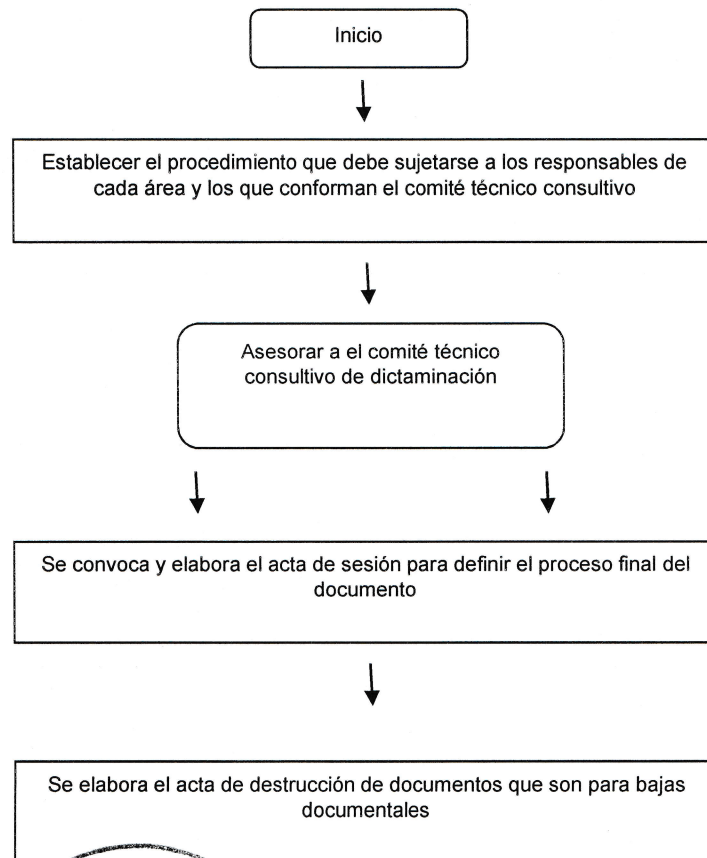 Inicio
Establecer el procedimiento que debe sujetarse a los responsables de
cada área y los que conforman el comité técnico consultivo
Asesorar a el comité técnico
consultivo de dictaminación
Se convoca y elabora el acta de sesión para definir el proceso final del
documento
Se elabora el acta de destrucción de documentos que son para bajas
documentales